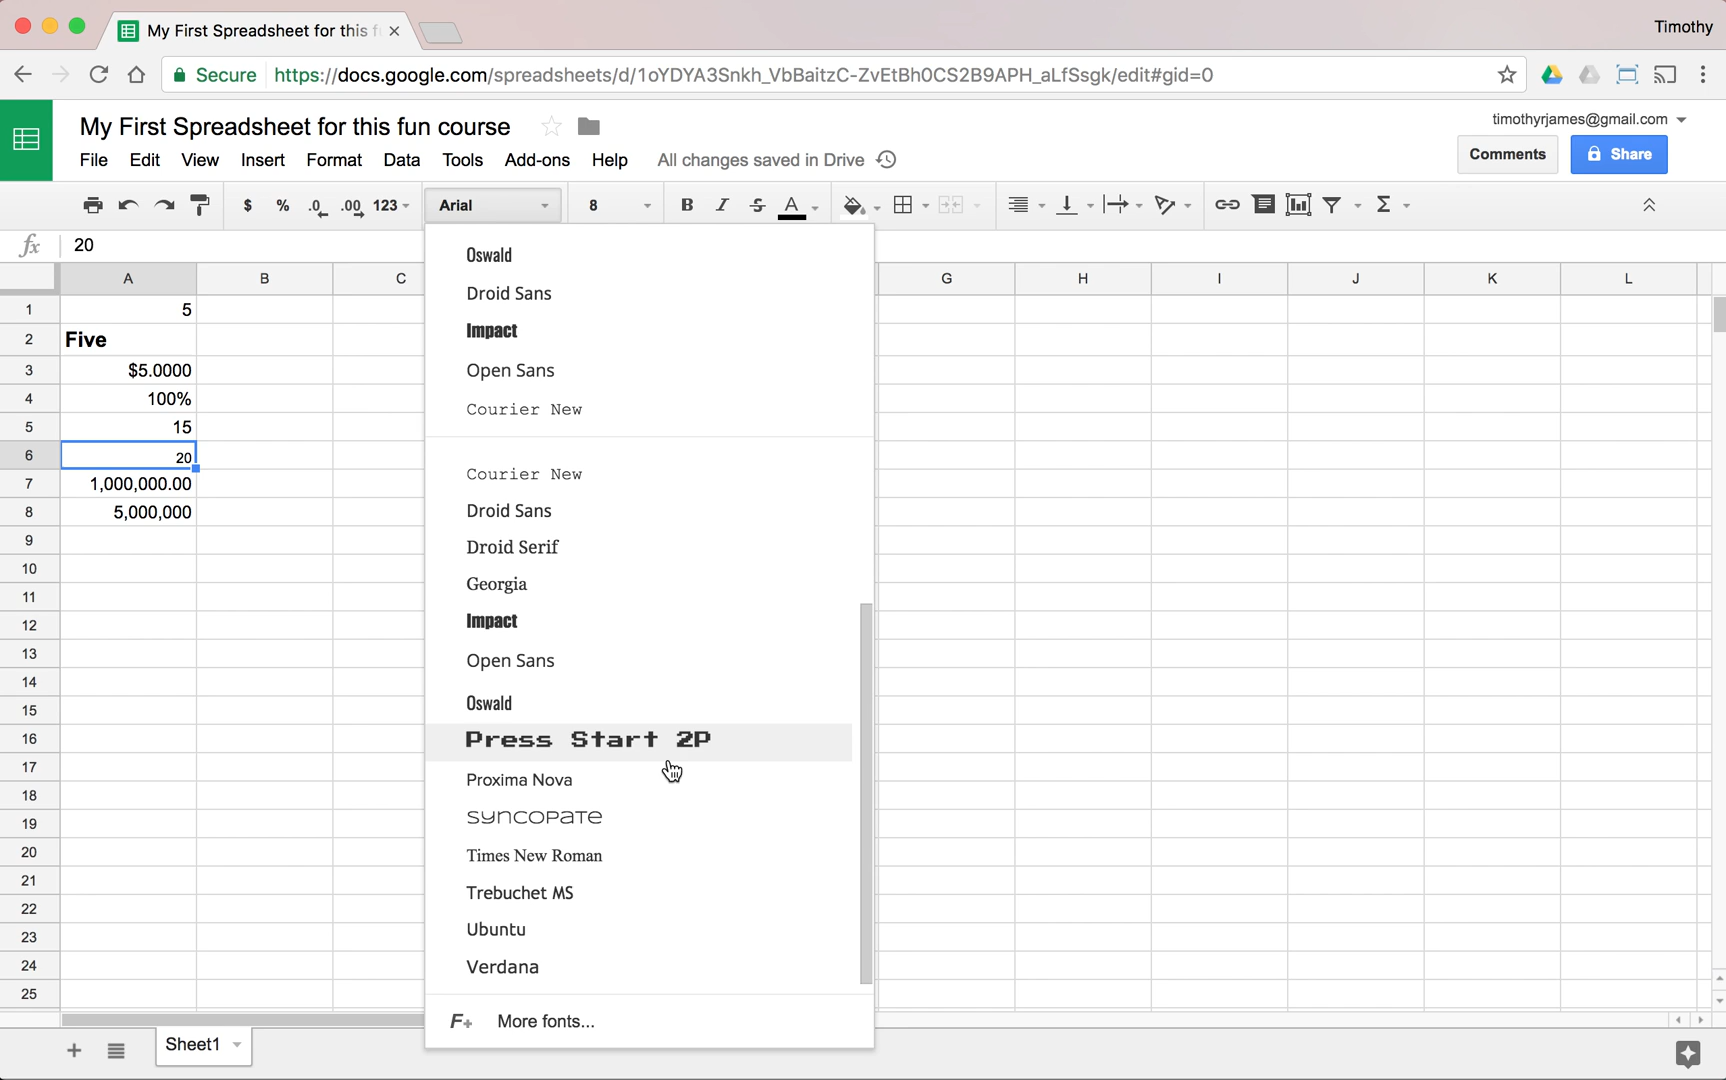 My First Spreadsheet for this f
Timothy
Secure https://docs.google.com/spreadsheets/d/1oYDYA3Snkh_VbBaitzC-ZvEtBh0CS2B9APH_aLfSsgk/edit#gid=0
My First Spreadsheet for this fun course
timothyrjames@gmail.com
File Edit View Insert Format Data Tools Add-ons Help All changes saved in Drive
Comments Share
$ % .0 .00 123 Arial 8 B I S A Σ
fx 20
A B C G H I J K L
1 5
2 Five
3 $5.0000
4 100%
5 15
6 20
7 1,000,000.00
8 5,000,000
9
10
11
12
13
14
15
16
17
18
19
20
21
22
23
24
25
Oswald
Droid Sans
Impact
Open Sans
Courier New
Courier New
Droid Sans
Droid Serif
Georgia
Impact
Open Sans
Oswald
Press Start 2P
Proxima Nova
Syncopate
Times New Roman
Trebuchet MS
Ubuntu
Verdana
F+ More fonts...
Sheet1